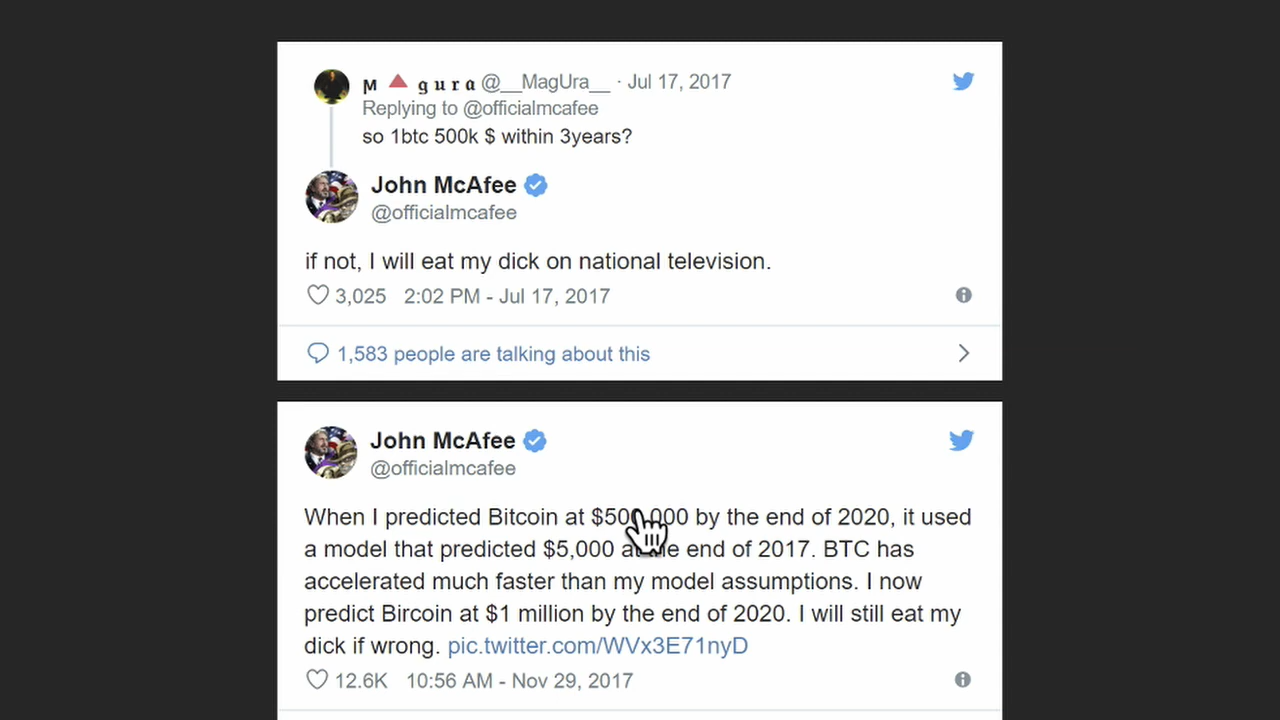 м 🔺 𝖌 𝖚 𝖗 𝖆 @__MagUra__ · Jul 17, 2017
Replying to @officialmcafee
so 1btc 500k $ within 3years?
John McAfee
@officialmcafee
if not, I will eat my dick on national television.
3,025 2:02 PM - Jul 17, 2017
1,583 people are talking about this
John McAfee
@officialmcafee
When I predicted Bitcoin at $500,000 by the end of 2020, it used
a model that predicted $5,000 at the end of 2017. BTC has
accelerated much faster than my model assumptions. I now
predict Bircoin at $1 million by the end of 2020. I will still eat my
dick if wrong. pic.twitter.com/WVx3E71nyD
12.6K 10:56 AM - Nov 29, 2017